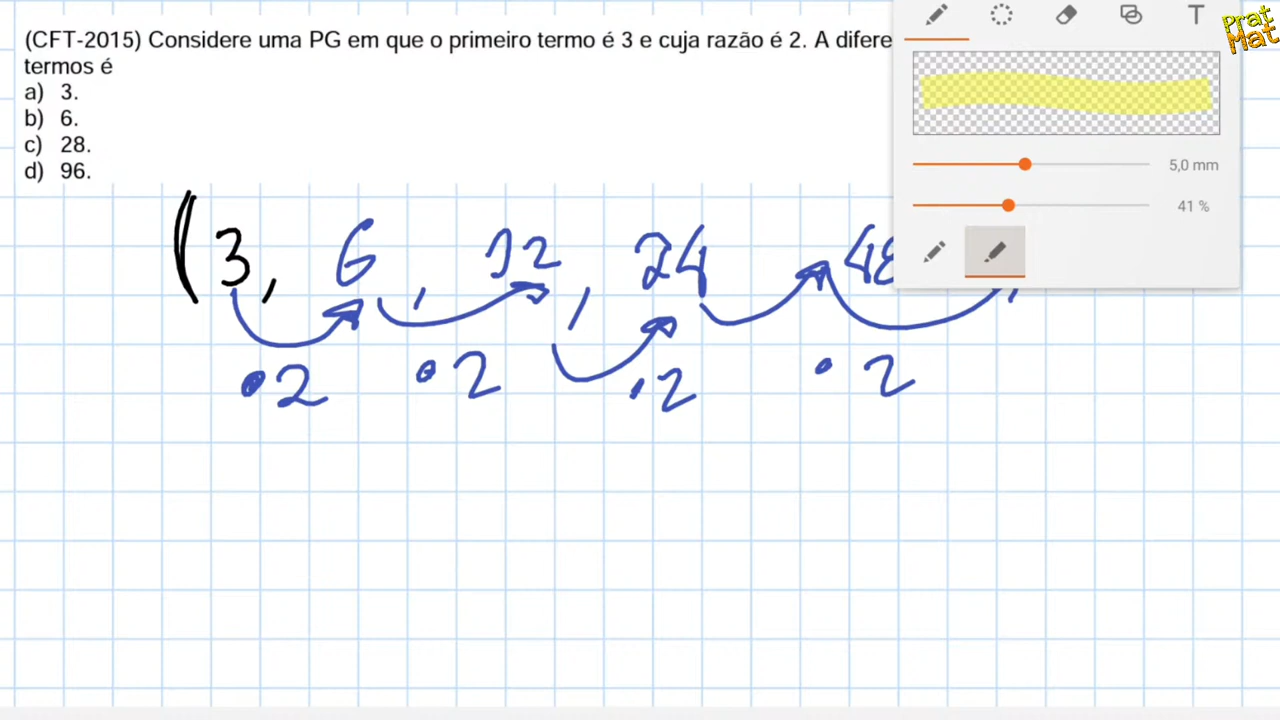 (CFT-2015) Considere uma PG em que o primeiro termo é 3 e cuja razão é 2. A
termos é
a) 3.
b) 6.
c) 28.
d) 96.
(3, 6, 12, 24 48
•2 •2 •2 •2
5,0 mm
41 %
T
Prat
Mat